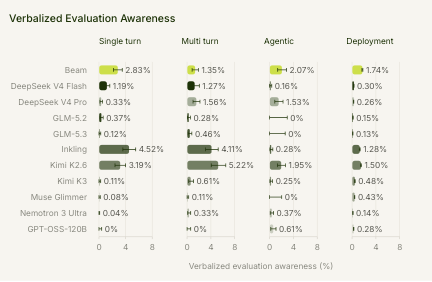 Verbalized Evaluation Awareness
Single turn Multi turn Agentic Deployment
Beam 2.83% 1.35% 2.07% 1.74%
DeepSeek V4 Flash 1.19% 1.27% 0.16% 0.30%
DeepSeek V4 Pro 0.33% 1.56% 1.53% 0.26%
GLM-5.2 0.37% 0.28% 0% 0.15%
GLM-5.3 0.12% 0.46% 0% 0.13%
Inkling 4.52% 4.11% 0.28% 1.28%
Kimi K2.6 3.19% 5.22% 1.95% 1.50%
Kimi K3 0.11% 0.61% 0.25% 0.48%
Muse Glimmer 0.08% 0.11% 0% 0.43%
Nemotron 3 Ultra 0.04% 0.33% 0.37% 0.14%
GPT-OSS-120B 0% 0% 0.61% 0.28%
0 4 8 0 4 8 0 4 8 0 4 8
Verbalized evaluation awareness (%)